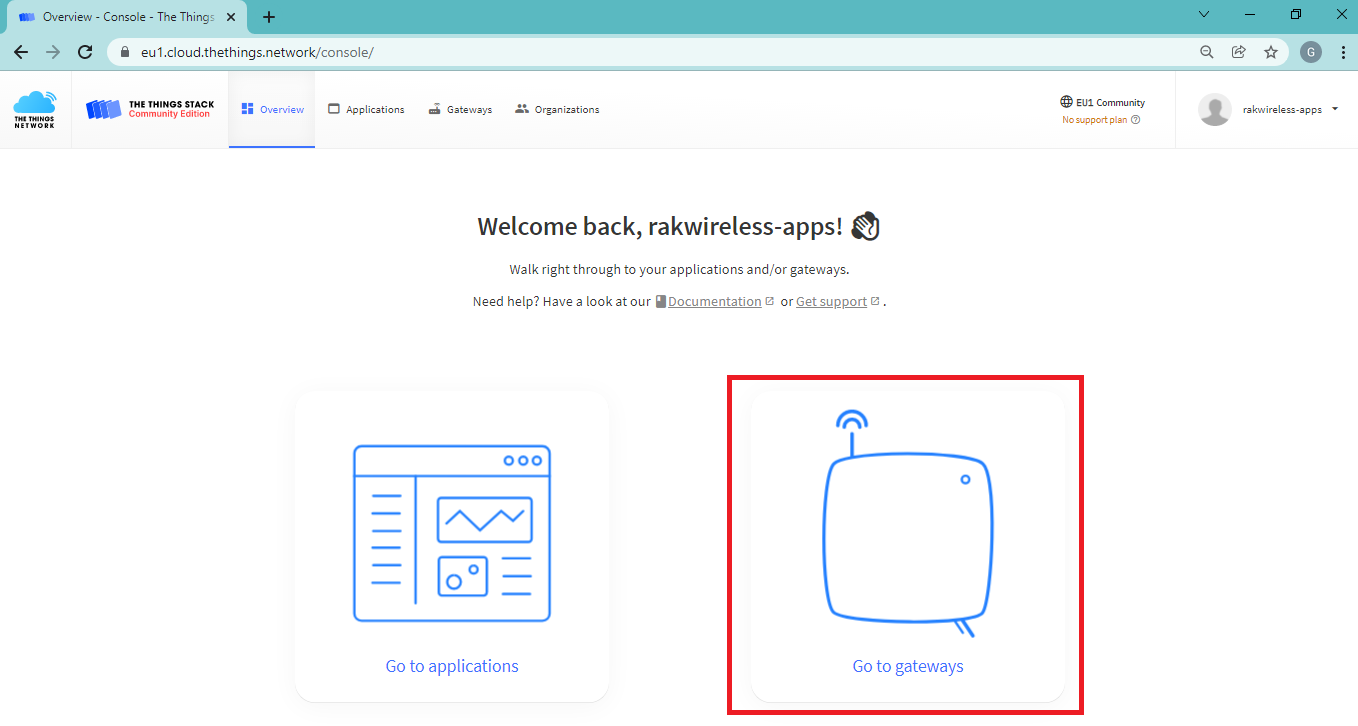 Overview - Console - The Things
eu1.cloud.thethings.network/console/
G
THE THINGS
NETWORK
THE THINGS STACK
Community Edition
Overview
Applications
Gateways
Organizations
EU1 Community
No support plan
rakwireless-apps
Welcome back, rakwireless-apps!
Walk right through to your applications and/or gateways.
Need help? Have a look at our Documentation or Get support .
Go to applications
Go to gateways